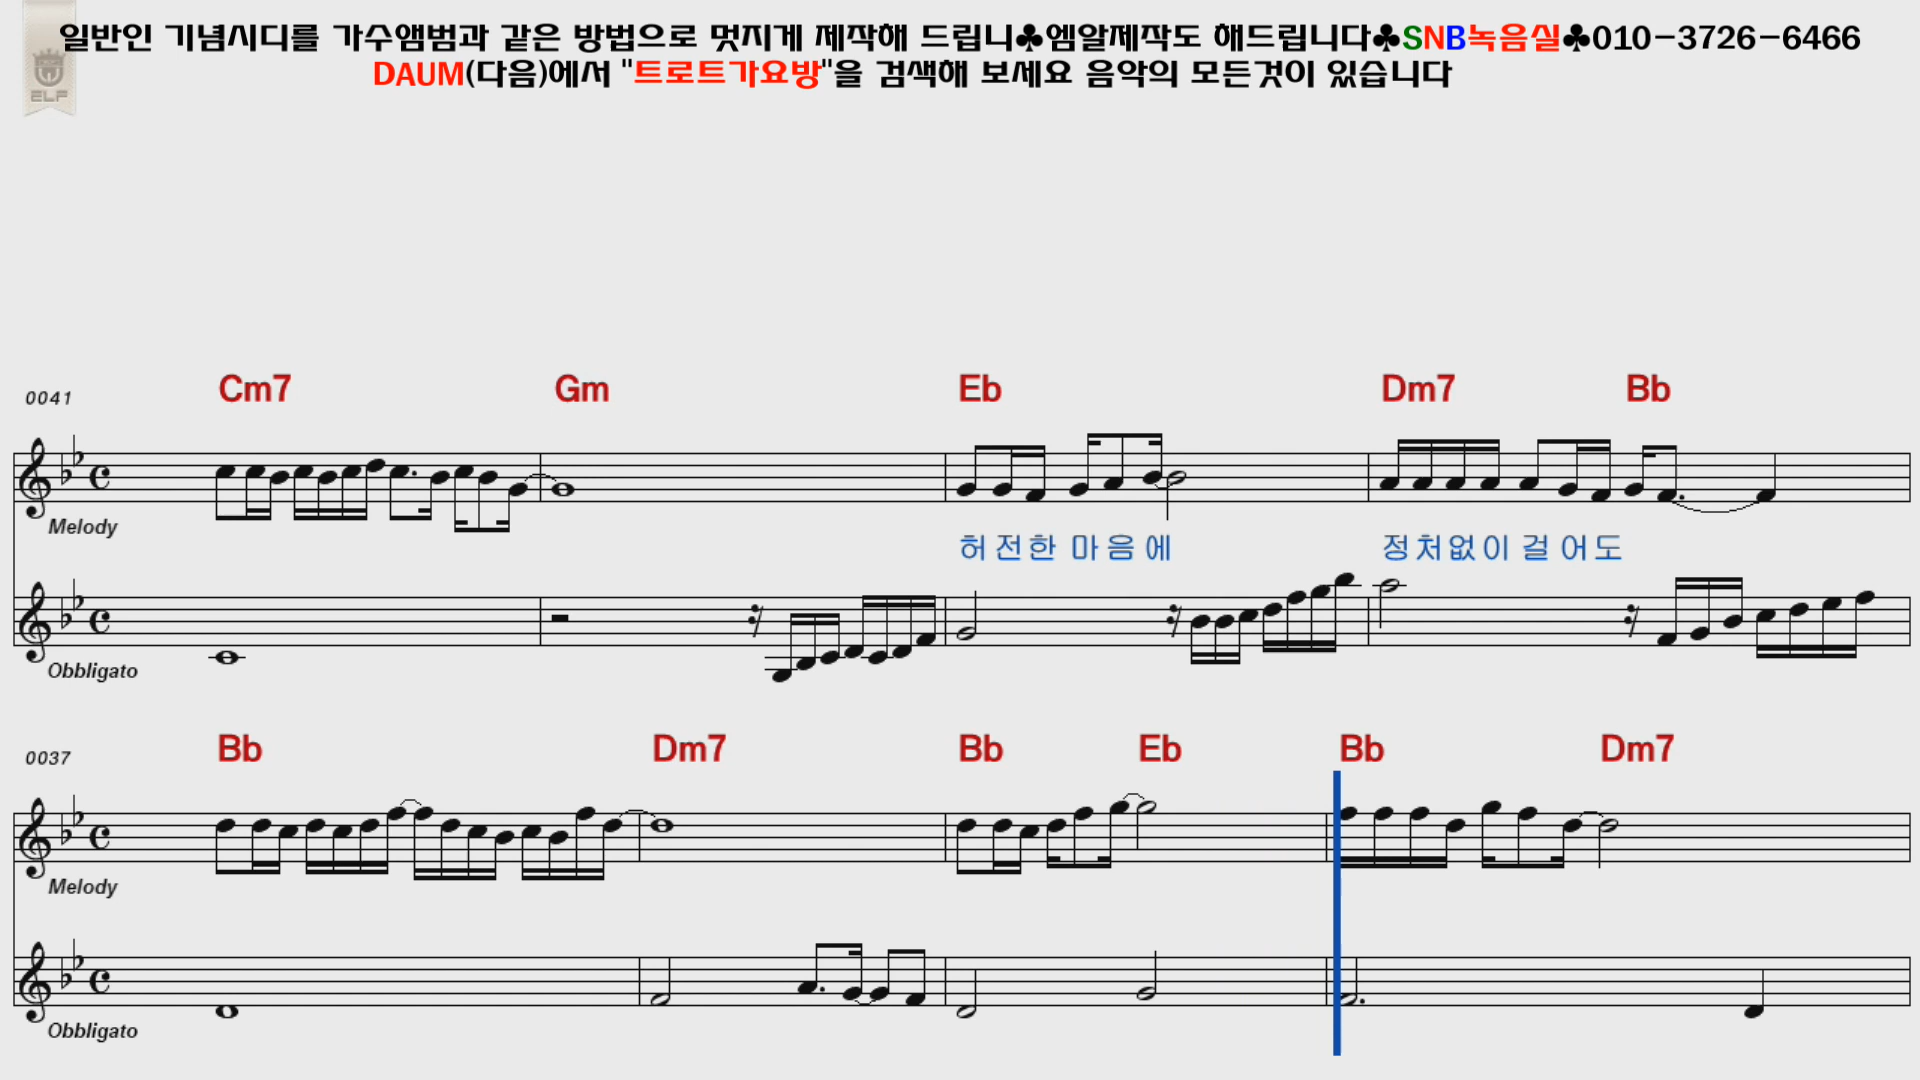 일반인 기념시디를 가수앨범과 같은 방법으로 멋지게 제작해 드립니♣엠알제작도 해드립니다♣SNB녹음실♣010-3726-6466
DAUM(다음)에서 "트로트가요방"을 검색해 보세요 음악의 모든것이 있습니다
ELF
0041 Cm7 Gm Eb Dm7 Bb
Melody
허전한 마음에 정처없이 걸어도
Obbligato
0037 Bb Dm7 Bb Eb Bb Dm7
Melody
Obbligato